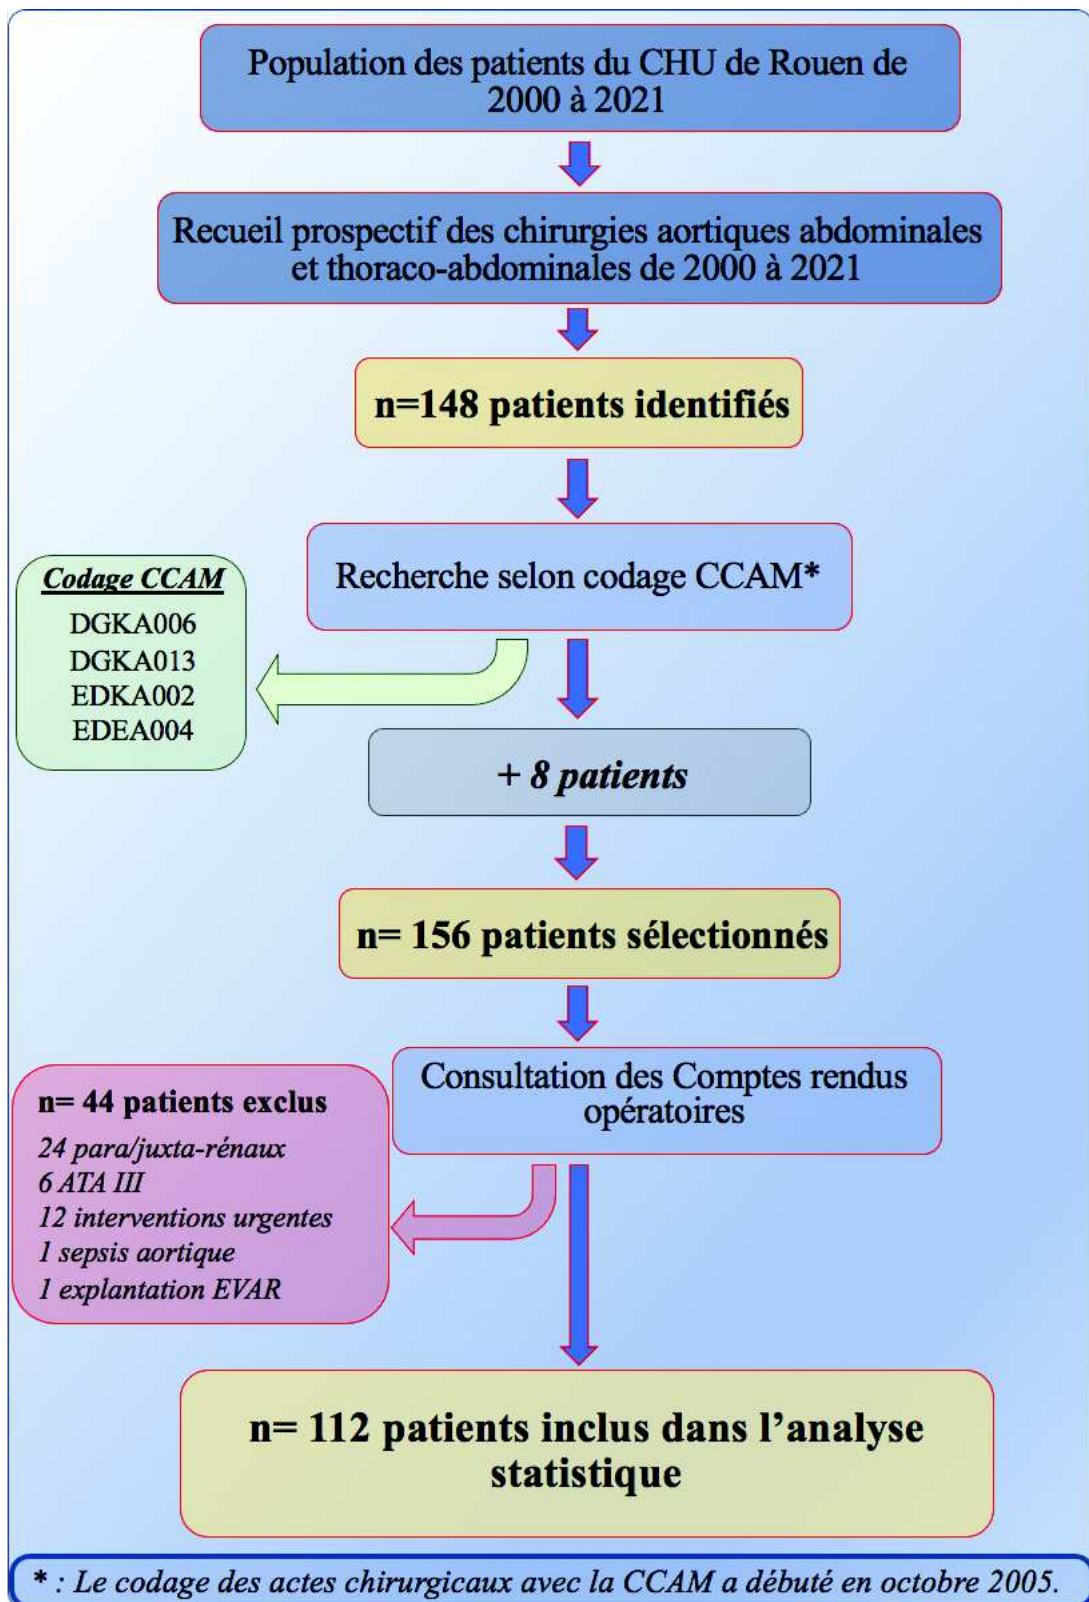 Population des patients du CHU de Rouen de
2000 à 2021
Recueil prospectif des chirurgies aortiques abdominales
et thoraco-abdominales de 2000 à 2021
n=148 patients identifiés
Recherche selon codage CCAM*
Codage CCAM
DGKA006
DGKA013
EDKA002
EDEA004
+ 8 patients
n= 156 patients sélectionnés
Consultation des Comptes rendus
opératoires
n= 44 patients exclus
24 para/juxta-rénaux
6 ATA III
12 interventions urgentes
1 sepsis aortique
1 explantation EVAR
n= 112 patients inclus dans l’analyse
statistique
* : Le codage des actes chirurgicaux avec la CCAM a débuté en octobre 2005.